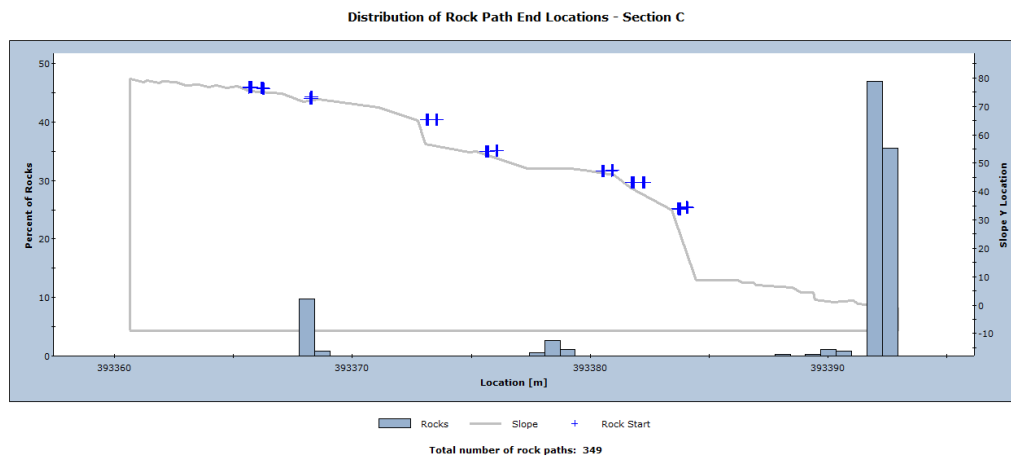 Distribution of Rock Path End Locations - Section C
50
40
30
20
10
0
Percent of Rocks
80
70
60
50
40
30
20
10
0
-10
Slope Y Location
393360
393370
393380
393390
Location [m]
Rocks
Slope
Rock Start
Total number of rock paths: 349